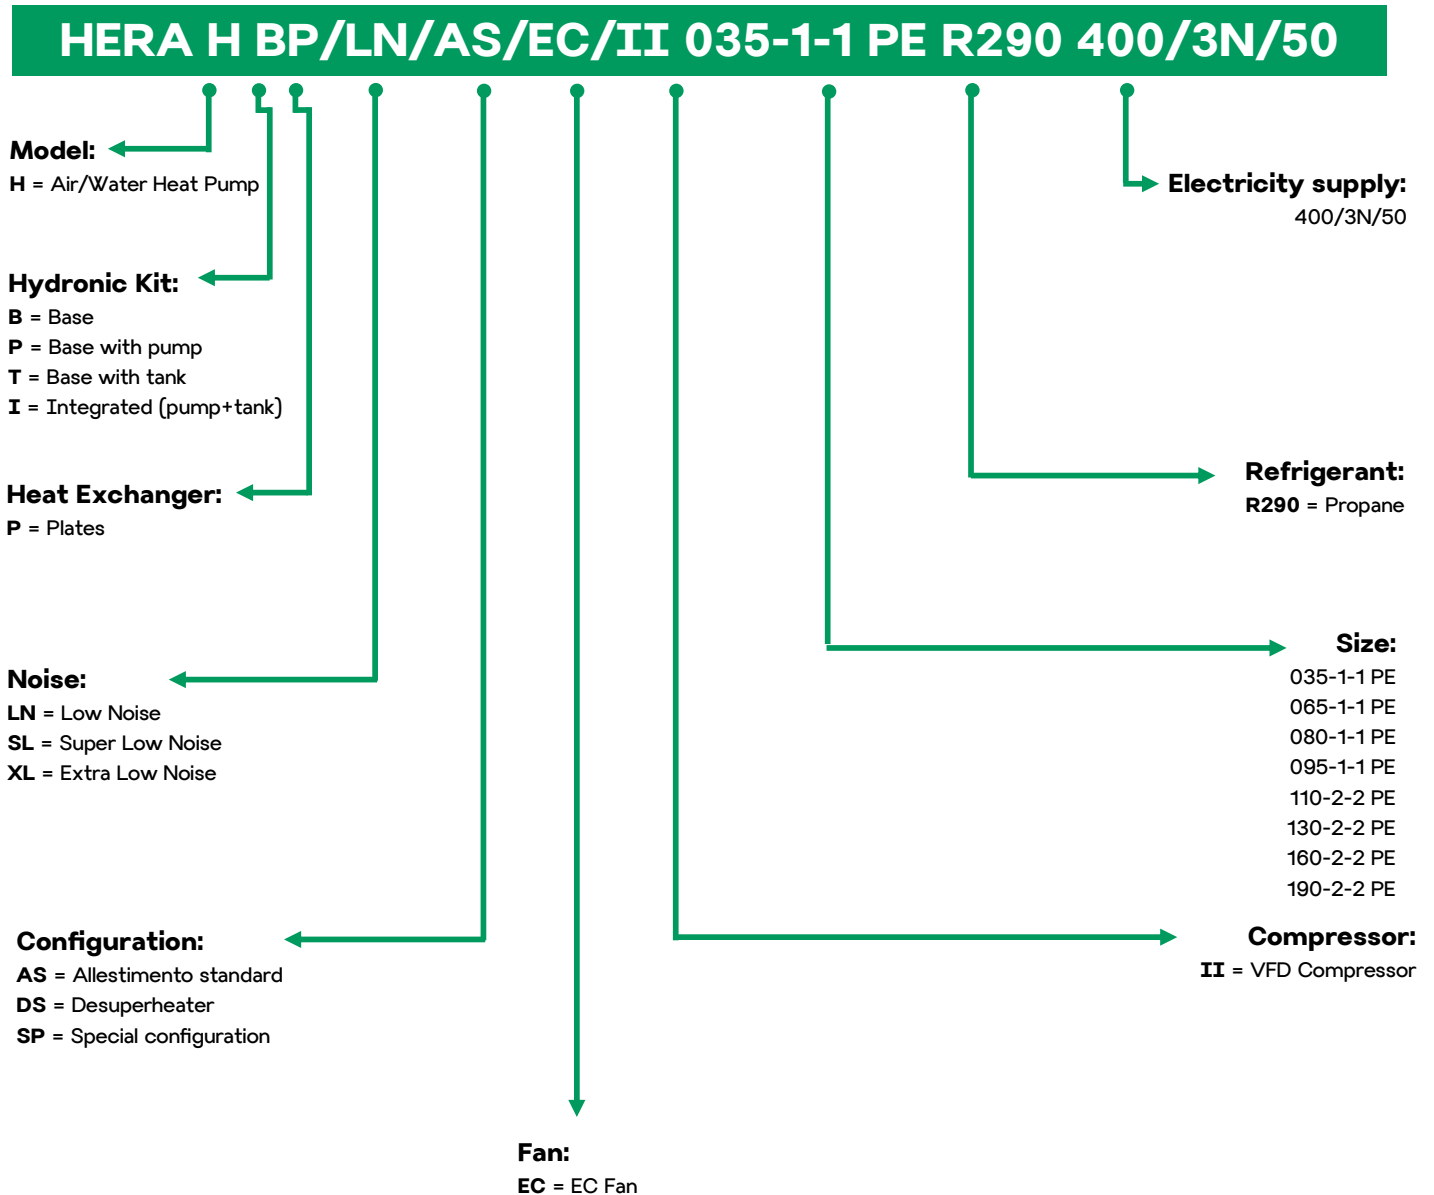 HERA H BP/LN/AS/EC/II 035-1-1 PE R290 400/3N/50
Model:
H = Air/Water Heat Pump
Hydronic Kit:
B = Base
P = Base with pump
T = Base with tank
I = Integrated (pump+tank)
Heat Exchanger:
P = Plates
Noise:
LN = Low Noise
SL = Super Low Noise
XL = Extra Low Noise
Configuration:
AS = Allestimento standard
DS = Desuperheater
SP = Special configuration
Fan:
EC = EC Fan
Electricity supply:
400/3N/50
Refrigerant:
R290 = Propane
Size:
035-1-1 PE
065-1-1 PE
080-1-1 PE
095-1-1 PE
110-2-2 PE
130-2-2 PE
160-2-2 PE
190-2-2 PE
Compressor:
II = VFD Compressor